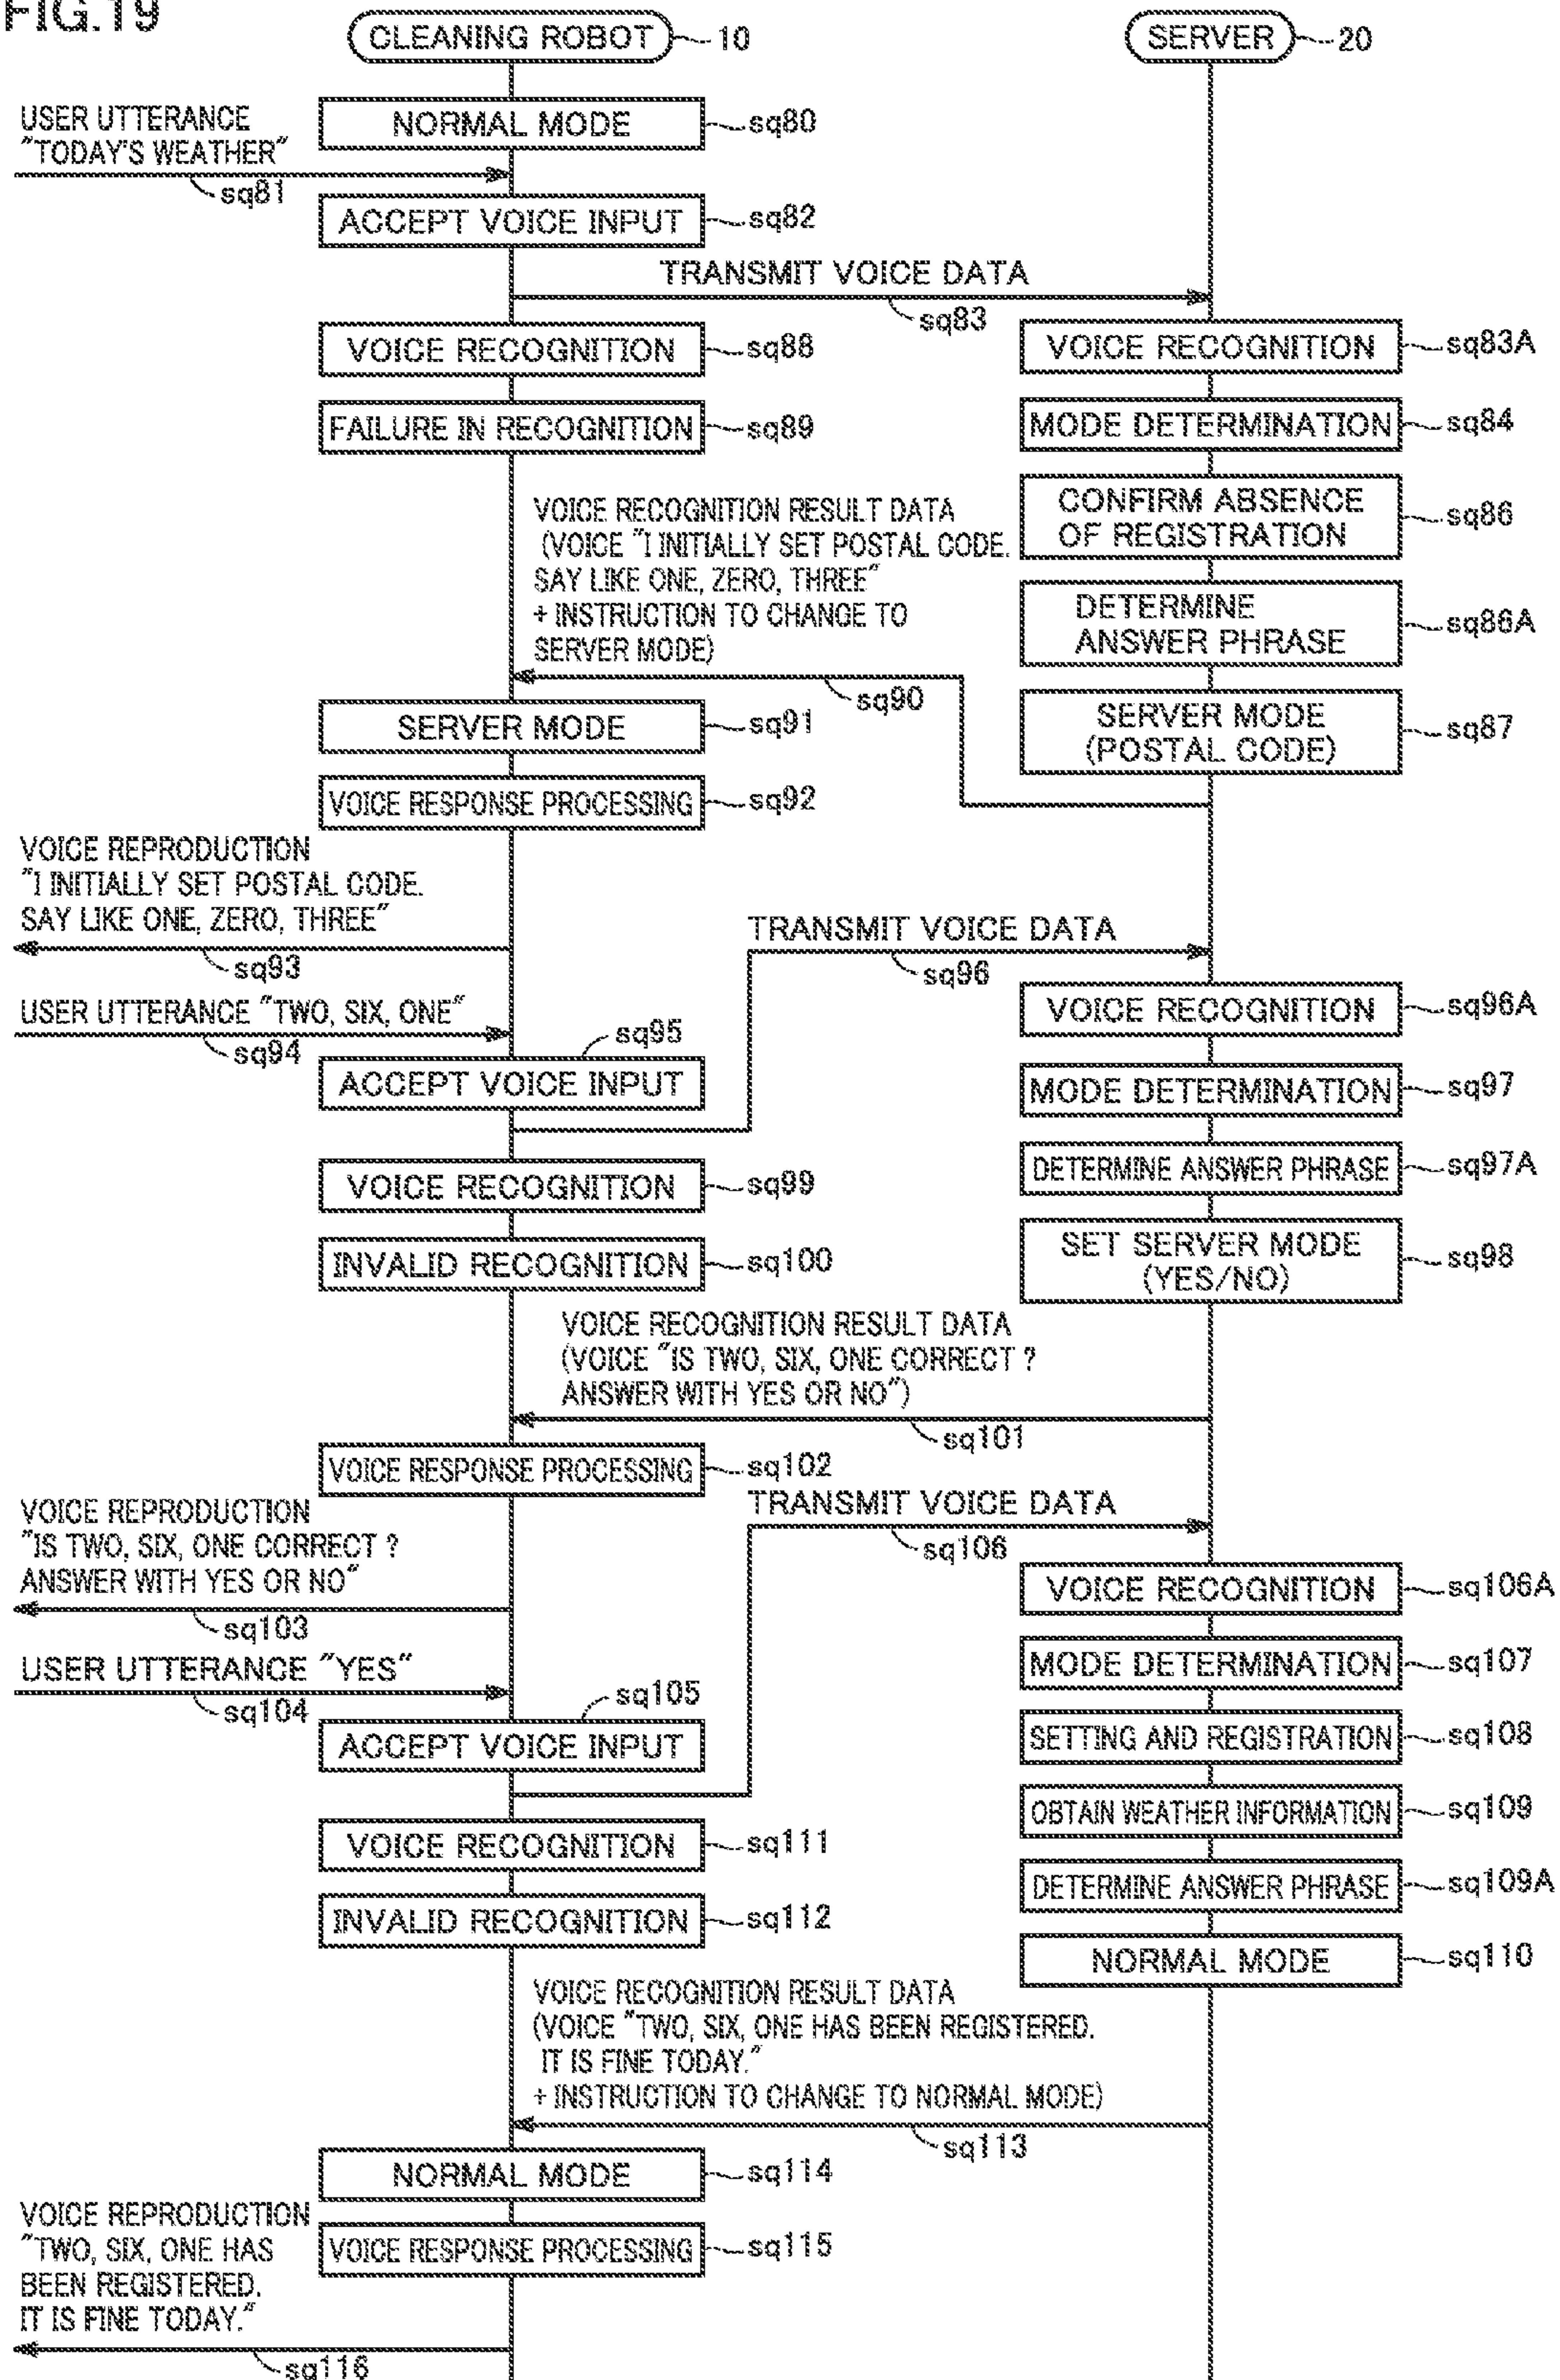 FIG.19
CLEANING ROBOT
10
SERVER
20
USER UTTERANCE
"TODAY'S WEATHER"
sq81
NORMAL MODE
sq80
ACCEPT VOICE INPUT
sq82
TRANSMIT VOICE DATA
sq83
VOICE RECOGNITION
sq88
VOICE RECOGNITION
sq83A
FAILURE IN RECOGNITION
sq89
MODE DETERMINATION
sq84
CONFIRM ABSENCE
OF REGISTRATION
sq86
VOICE RECOGNITION RESULT DATA
(VOICE "I INITIALLY SET POSTAL CODE.
SAY LIKE ONE, ZERO, THREE"
+ INSTRUCTION TO CHANGE TO
SERVER MODE)
sq90
DETERMINE
ANSWER PHRASE
sq86A
SERVER MODE
sq91
SERVER MODE
(POSTAL CODE)
sq87
VOICE RESPONSE PROCESSING
sq92
VOICE REPRODUCTION
"I INITIALLY SET POSTAL CODE.
SAY LIKE ONE, ZERO, THREE"
sq93
TRANSMIT VOICE DATA
sq96
USER UTTERANCE "TWO, SIX, ONE"
sq94
VOICE RECOGNITION
sq96A
sq95
ACCEPT VOICE INPUT
MODE DETERMINATION
sq97
VOICE RECOGNITION
sq99
DETERMINE ANSWER PHRASE
sq97A
INVALID RECOGNITION
sq100
SET SERVER MODE
(YES/NO)
sq98
VOICE RECOGNITION RESULT DATA
(VOICE "IS TWO, SIX, ONE CORRECT ?
ANSWER WITH YES OR NO")
sq101
VOICE RESPONSE PROCESSING
sq102
VOICE REPRODUCTION
"IS TWO, SIX, ONE CORRECT ?
ANSWER WITH YES OR NO"
sq103
TRANSMIT VOICE DATA
sq106
VOICE RECOGNITION
sq106A
USER UTTERANCE "YES"
sq104
MODE DETERMINATION
sq107
sq105
ACCEPT VOICE INPUT
SETTING AND REGISTRATION
sq108
VOICE RECOGNITION
sq111
OBTAIN WEATHER INFORMATION
sq109
INVALID RECOGNITION
sq112
DETERMINE ANSWER PHRASE
sq109A
NORMAL MODE
sq110
VOICE RECOGNITION RESULT DATA
(VOICE "TWO, SIX, ONE HAS BEEN REGISTERED.
IT IS FINE TODAY."
+ INSTRUCTION TO CHANGE TO NORMAL MODE)
sq113
NORMAL MODE
sq114
VOICE REPRODUCTION
"TWO, SIX, ONE HAS
BEEN REGISTERED.
IT IS FINE TODAY."
VOICE RESPONSE PROCESSING
sq115
sq116